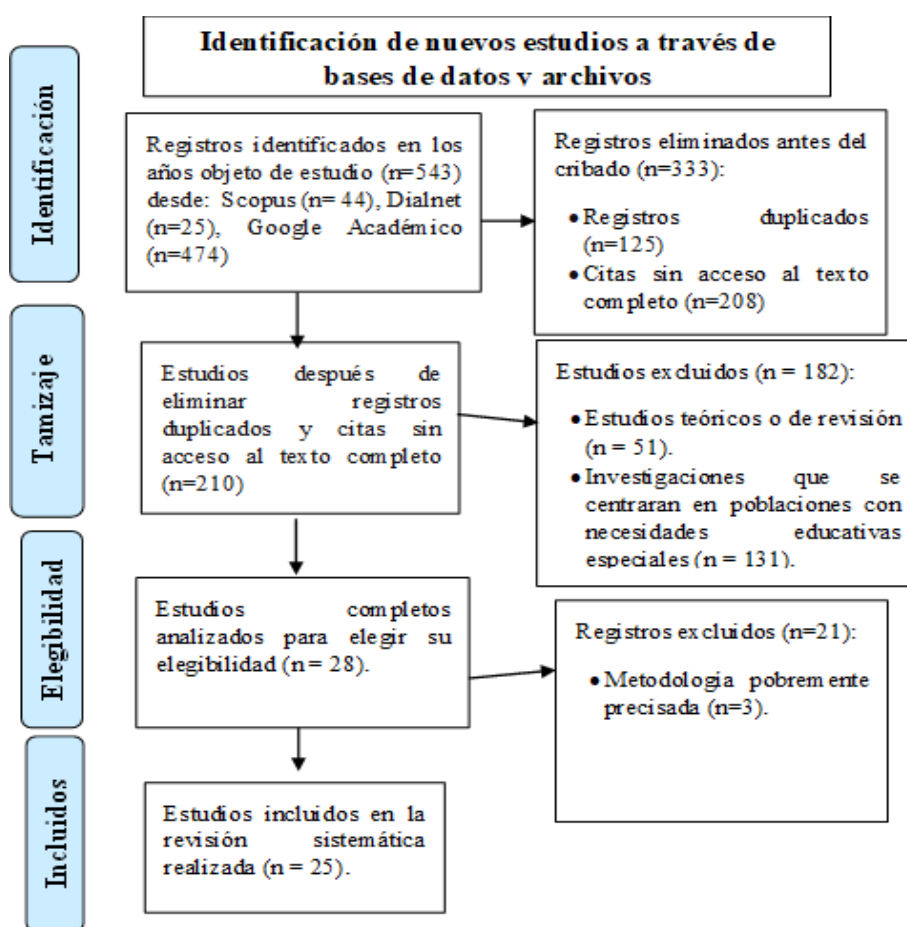 Identificación de nuevos estudios a través de
bases de datos y archivos
Identificación
Registros identificados en los
años objeto de estudio (n=543)
desde: Scopus (n= 44), Dialnet
(n=25), Google Académico
(n=474)
Registros eliminados antes del
cribado (n=333):
•Registros duplicados
(n=125)
•Citas sin acceso al texto
completo (n=208)
Tamizaje
Estudios después de
eliminar registros
duplicados y citas sin
acceso al texto completo
(n=210)
Estudios excluidos (n = 182):
•Estudios teóricos o de revisión
(n = 51).
•Investigaciones que se
centraran en poblaciones con
necesidades educativas
especiales (n = 131).
Elegibilidad
Estudios completos
analizados para elegir su
elegibilidad (n = 28).
Registros excluidos (n=21):
•Metodología pobremente
precisada (n=3).
Incluidos
Estudios incluidos en la
revisión sistemática
realizada (n = 25).